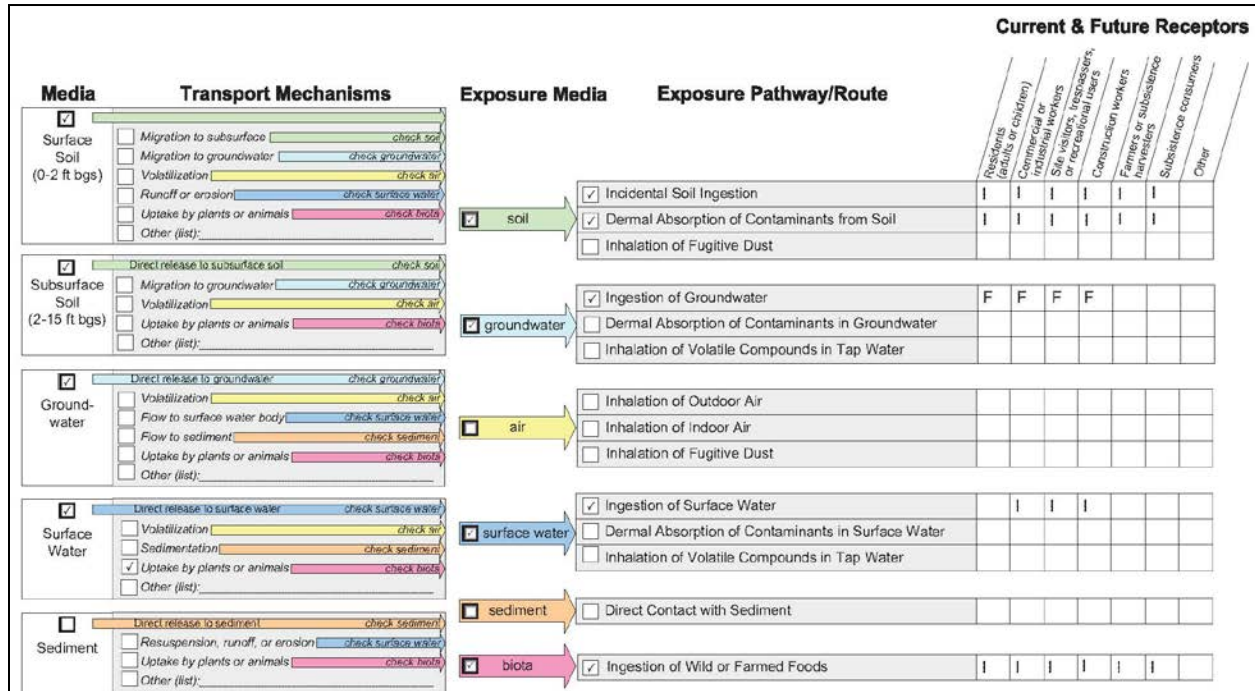 Current & Future Receptors
Media Transport Mechanisms Exposure Media Exposure Pathway/Route
Residents (adults or children)
Commercial or industrial workers
Site visitors, trespassers, or recreational users
Construction workers
Farmers or subsistence harvesters
Subsistence consumers
Other
☑
Surface
Soil
(0-2 ft bgs)
Migration to subsurface check soil
Migration to groundwater check groundwater
Volatilization check air
Runoff or erosion check surface water
Uptake by plants or animals check biota
Other (list):
☑
Subsurface
Soil
(2-15 ft bgs)
Direct release to subsurface soil check soil
Migration to groundwater check groundwater
Volatilization check air
Uptake by plants or animals check biota
Other (list):
☑
Ground-
water
Direct release to groundwater check groundwater
Volatilization check air
Flow to surface water body check surface water
Flow to sediment check sediment
Uptake by plants or animals check biota
Other (list):
☑
Surface
Water
Direct release to surface water check surface water
Volatilization check air
Sedimentation check sediment
✓ Uptake by plants or animals check biota
Other (list):
Sediment
Direct release to sediment check sediment
Resuspension, runoff, or erosion check surface water
Uptake by plants or animals check biota
Other (list):
☑ soil
✓ Incidental Soil Ingestion I I I I I I
✓ Dermal Absorption of Contaminants from Soil I I I I I I
Inhalation of Fugitive Dust
☑ groundwater
✓ Ingestion of Groundwater F F F F
Dermal Absorption of Contaminants in Groundwater
Inhalation of Volatile Compounds in Tap Water
air
Inhalation of Outdoor Air
Inhalation of Indoor Air
Inhalation of Fugitive Dust
☑ surface water
✓ Ingestion of Surface Water I I I
Dermal Absorption of Contaminants in Surface Water
Inhalation of Volatile Compounds in Tap Water
sediment
Direct Contact with Sediment
☑ biota
✓ Ingestion of Wild or Farmed Foods I I I I I I